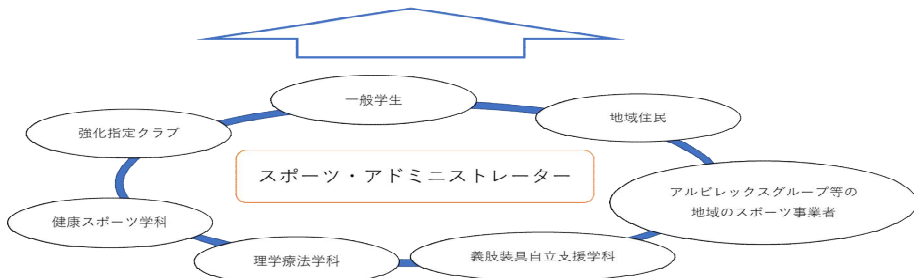 一般学生
地域住民
強化指定クラブ
スポーツ・アドミニストレーター
アルビレックスグループ等の
地域のスポーツ事業者
健康スポーツ学科
理学療法学科
義肢装具自立支援学科